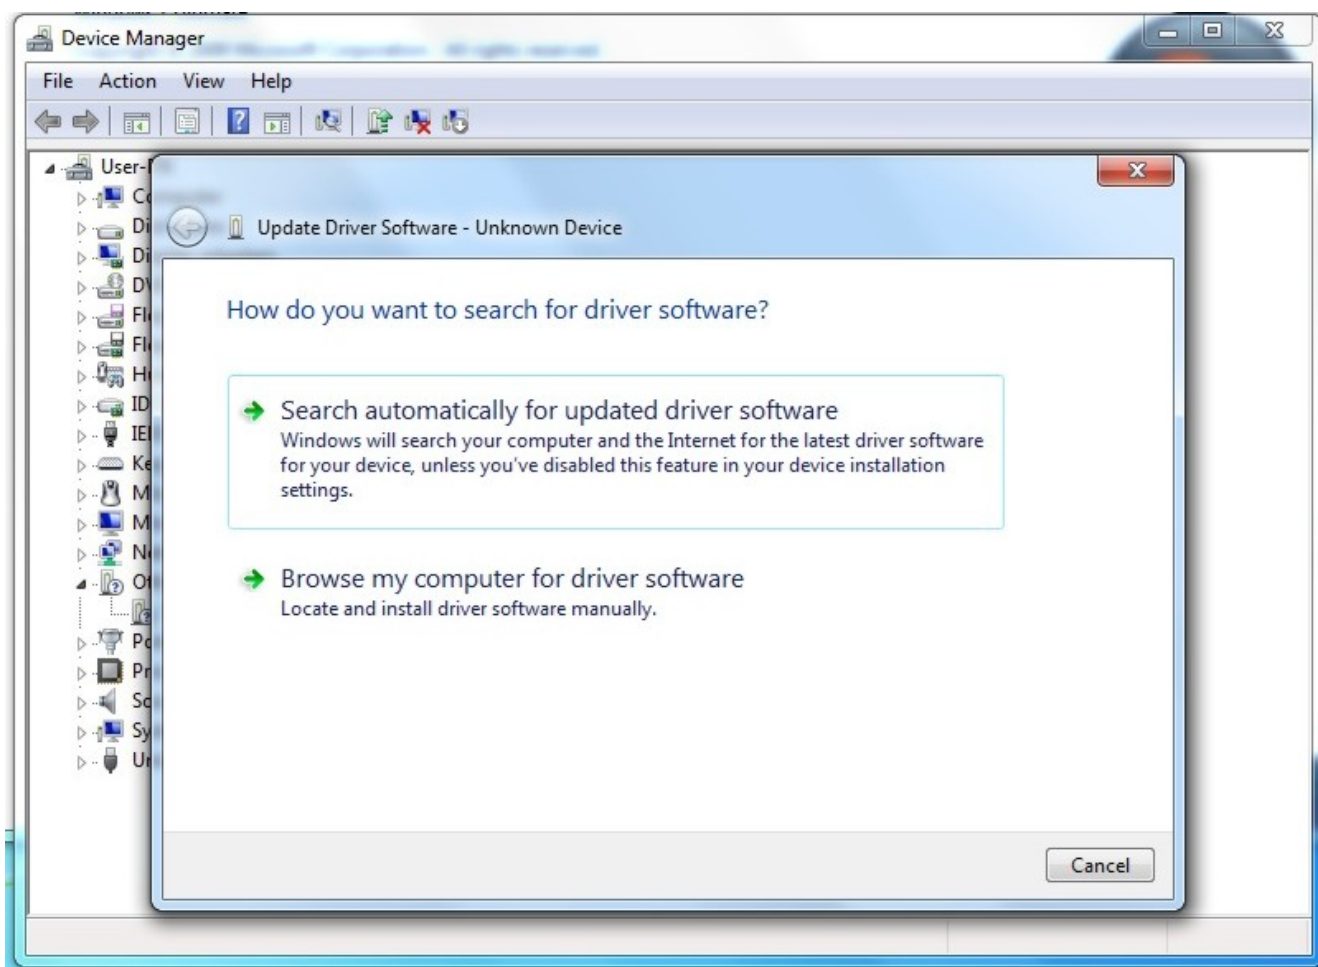 Device Manager
File Action View Help
User-
Update Driver Software - Unknown Device
How do you want to search for driver software?
Search automatically for updated driver software
Windows will search your computer and the Internet for the latest driver software
for your device, unless you've disabled this feature in your device installation
settings.
Browse my computer for driver software
Locate and install driver software manually.
Cancel